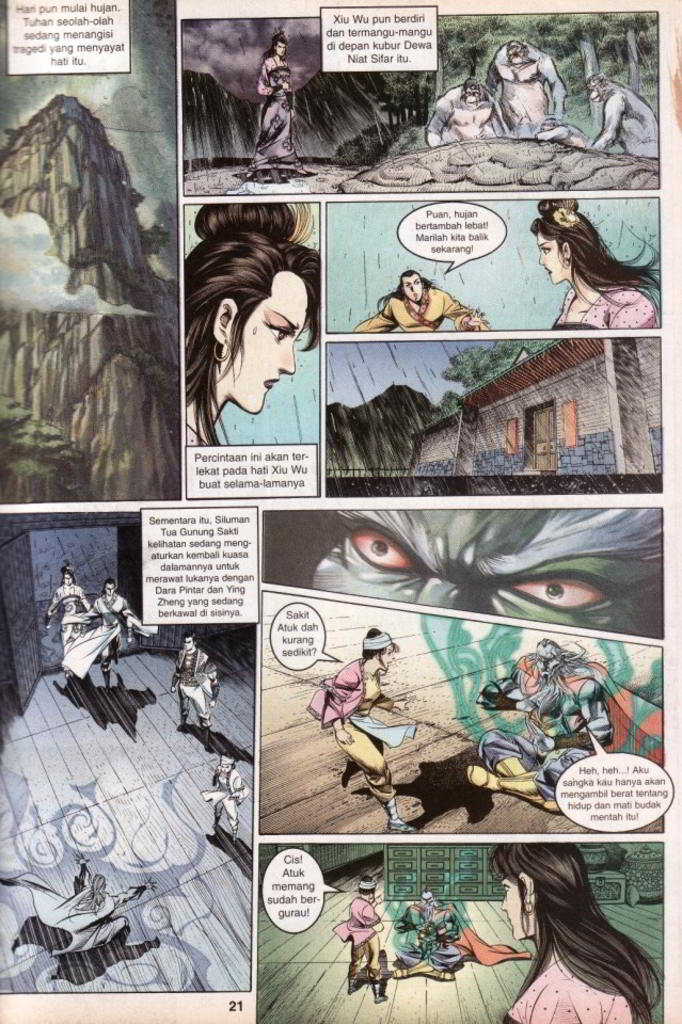 Hari pun mulai hujan.
Tuhan seolah-olah
sedang menangisi
tragedi yang menyayat
hati itu.
Xiu Wu pun berdiri
dan termangu-mangu
di depan kubur Dewa
Niat Sifar itu.
Puan, hujan
bertambah lebat!
Marilah kita balik
sekarang!
Percintaan ini akan ter-
lekat pada hati Xiu Wu
buat selama-lamanya
Sementara itu, Siluman
Tua Gunung Sakti
kelihatan sedang meng-
aturkan kembali kuasa
dalamannya untuk
merawat lukanya dengan
Dara Pintar dan Ying
Zheng yang sedang
berkawal di sisinya.
Sakit
Atuk dah
kurang
sedikit?
Heh, heh...! Aku
sangka kau hanya akan
mengambil berat tentang
hidup dan mati budak
mentah itu!
Cis!
Atuk
memang
sudah ber-
gurau!
21